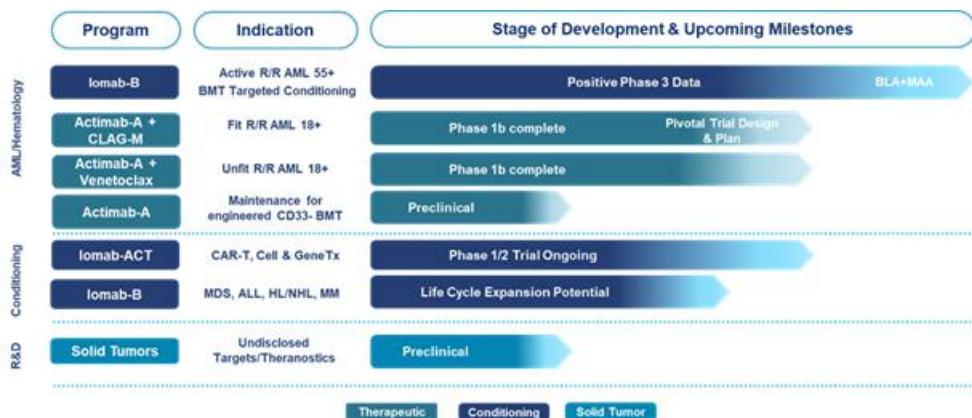 Program
Indication
Stage of Development & Upcoming Milestones
AML/Hematology
Iomab-B
Active R/R AML 55+
BMT Targeted Conditioning
Positive Phase 3 Data
BLA+MAA
Actimab-A +
CLAG-M
Fit R/R AML 18+
Phase 1b complete
Pivotal Trial Design
& Plan
Actimab-A +
Venetoclax
Unfit R/R AML 18+
Phase 1b complete
Actimab-A
Maintenance for
engineered CD33- BMT
Preclinical
Conditioning
Iomab-ACT
CAR-T, Cell & GeneTx
Phase 1/2 Trial Ongoing
Iomab-B
MDS, ALL, HL/NHL, MM
Life Cycle Expansion Potential
R&D
Solid Tumors
Undisclosed
Targets/Theranostics
Preclinical
Therapeutic
Conditioning
Solid Tumor